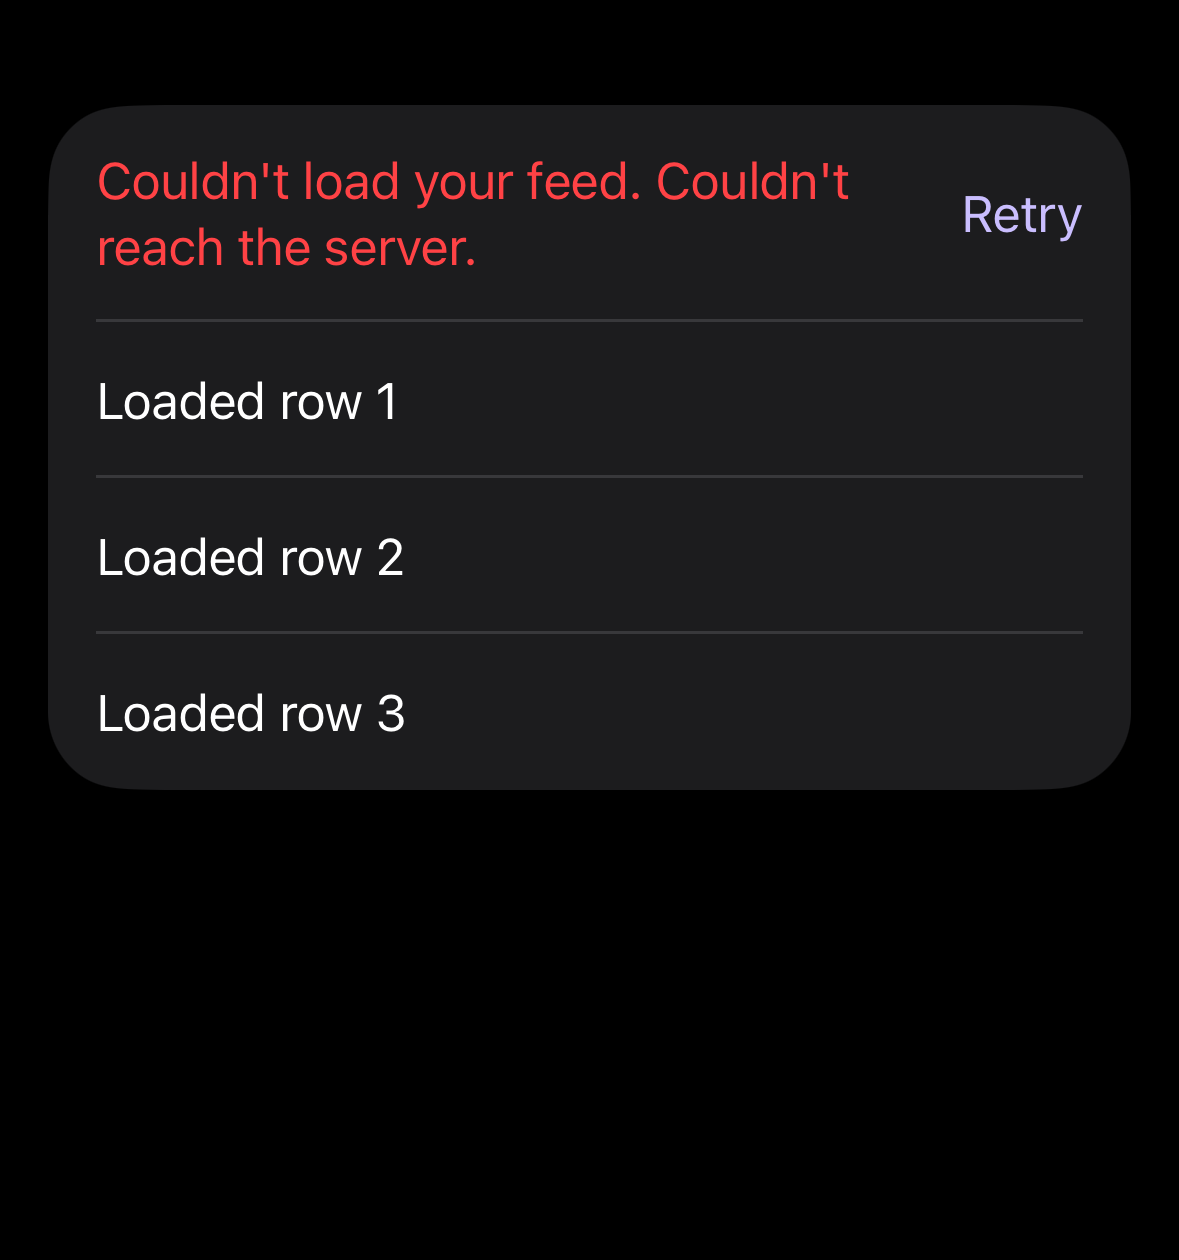 Couldn't load your feed. Couldn't
reach the server.
Retry
Loaded row 1
Loaded row 2
Loaded row 3